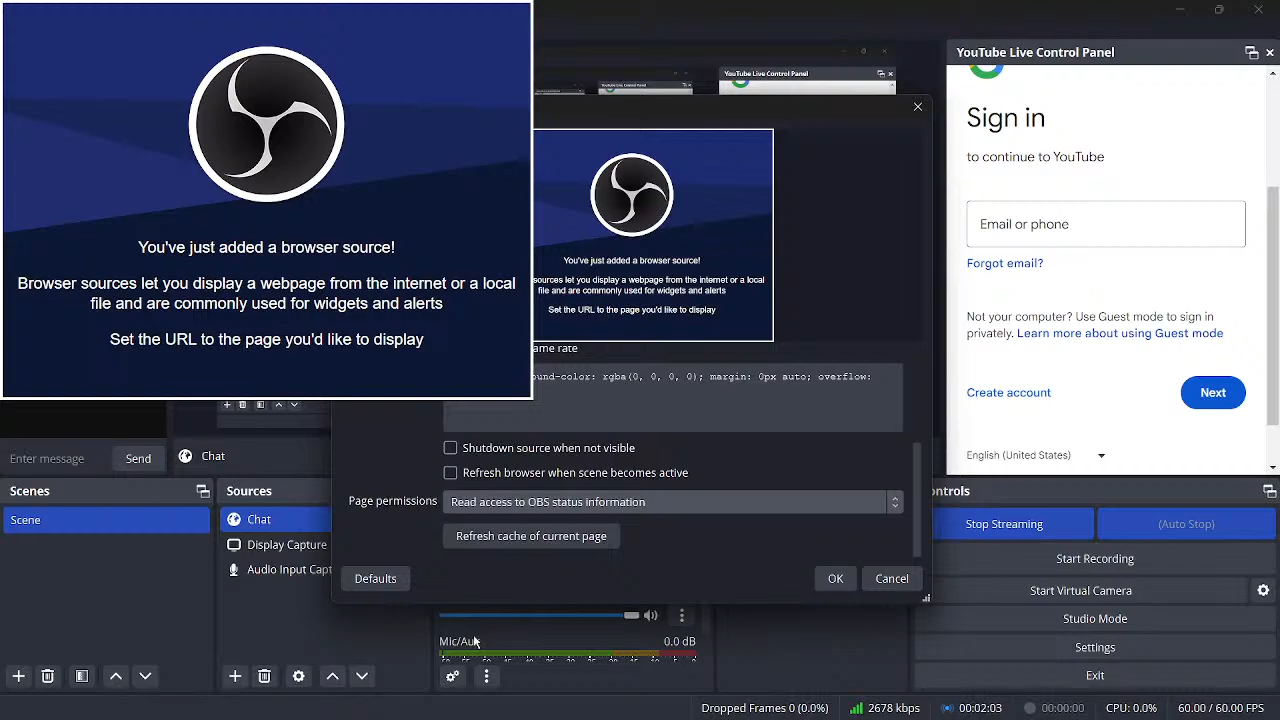 You've just added a browser source!
Browser sources let you display a webpage from the internet or a local
file and are commonly used for widgets and alerts
Set the URL to the page you'd like to display
YouTube Live Control Panel
You've just added a browser source!
sources let you display a webpage from the internet or a local
file and are commonly used for widgets and alerts
Set the URL to the page you'd like to display
ame rate
und-color: rgba(0, 0, 0, 0); margin: 0px auto; overflow:
Shutdown source when not visible
Refresh browser when scene becomes active
Page permissions
Read access to OBS status information
Refresh cache of current page
Defaults
OK
Cancel
YouTube Live Control Panel
Sign in
to continue to YouTube
Email or phone
Forgot email?
Not your computer? Use Guest mode to sign in
privately. Learn more about using Guest mode
Create account
Next
English (United States)
Enter message
Send
Chat
Scenes
Scene
Sources
Chat
Display Capture
Audio Input Capt
Mic/Au
0.0 dB
ontrols
Stop Streaming
(Auto Stop)
Start Recording
Start Virtual Camera
Studio Mode
Settings
Exit
Dropped Frames 0 (0.0%)
2678 kbps
00:02:03
00:00:00
CPU: 0.0%
60.00 / 60.00 FPS